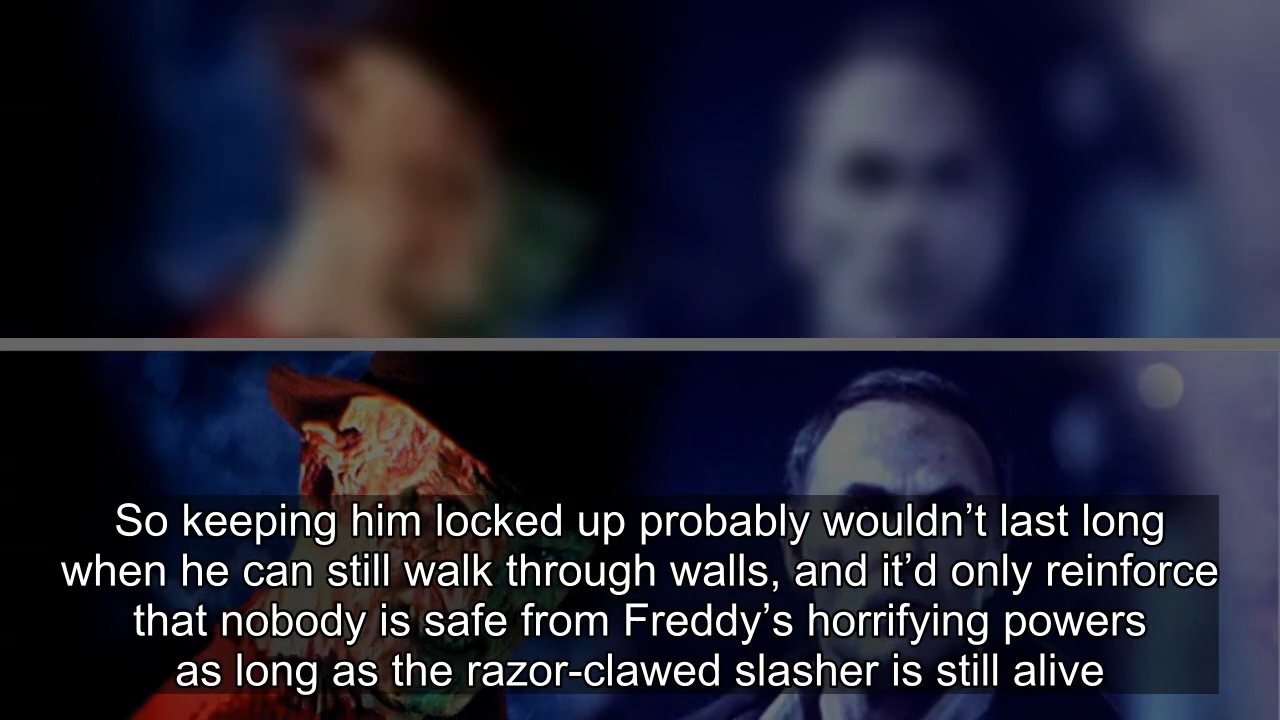 So keeping him locked up probably wouldn’t last long
when he can still walk through walls, and it’d only reinforce
that nobody is safe from Freddy’s horrifying powers
as long as the razor-clawed slasher is still alive